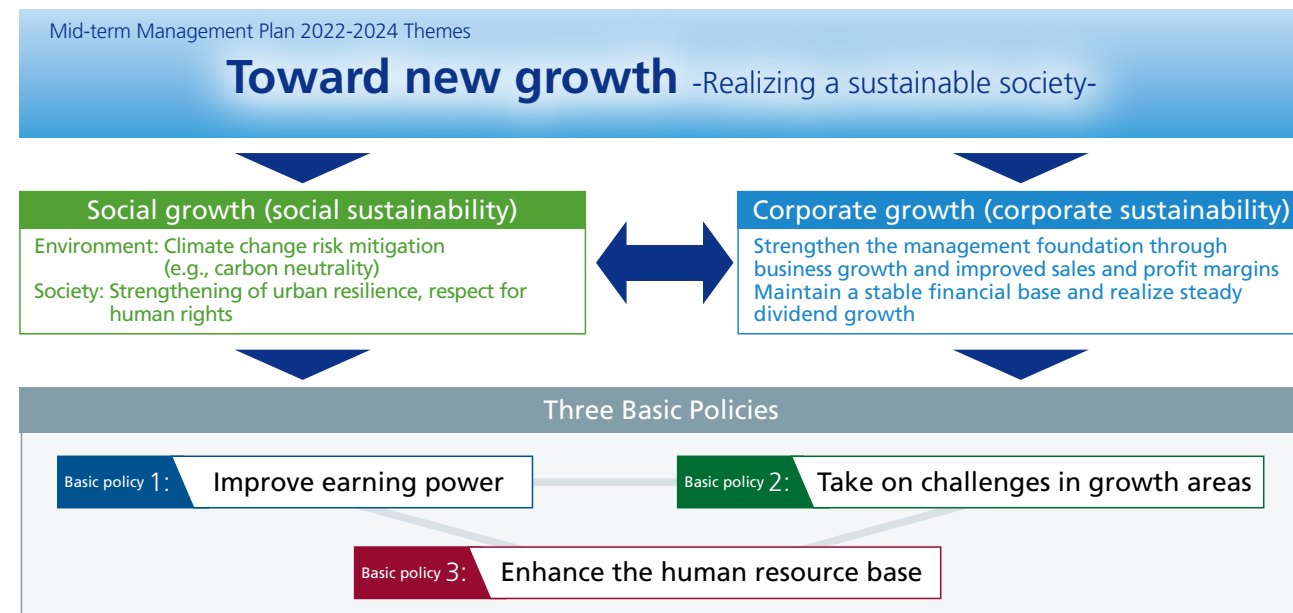 Mid-term Management Plan 2022-2024 Themes
Toward new growth -Realizing a sustainable society-
Social growth (social sustainability)
Environment: Climate change risk mitigation
(e.g., carbon neutrality)
Society: Strengthening of urban resilience, respect for
human rights
Corporate growth (corporate sustainability)
Strengthen the management foundation through
business growth and improved sales and profit margins
Maintain a stable financial base and realize steady
dividend growth
Three Basic Policies
Basic policy 1: Improve earning power
Basic policy 2: Take on challenges in growth areas
Basic policy 3: Enhance the human resource base